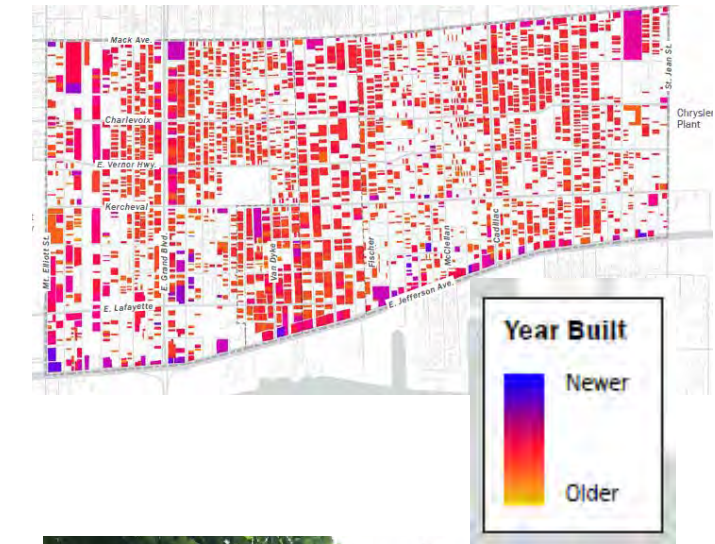 Mack Ave.
St. Jean St.
Charlevoix
Chrysler
Plant
E. Vernor Hwy.
Kercheval
Mt. Elliott St.
E. Grand Blvd.
Van Dyke
Fischer
McClellan
Cadillac
E. Lafayette
E. Jefferson Ave.
Year Built
Newer
Older